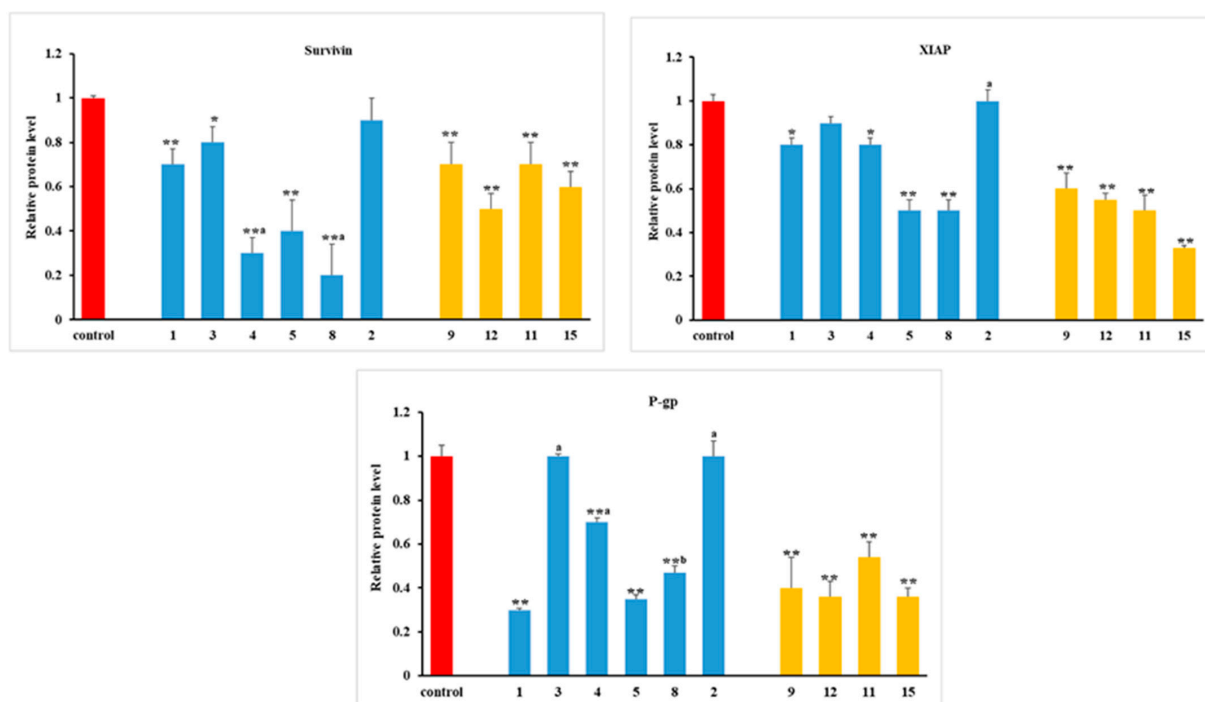 Survivin
1.2
1
0.8
0.6
0.4
0.2
0
Relative protein level
** * **a ** **a ** ** ** **
control 1 3 4 5 8 2 9 12 11 15
XIAP
1.2
1
0.8
0.6
0.4
0.2
0
Relative protein level
* * ** ** a ** ** ** **
control 1 3 4 5 8 2 9 12 11 15
P-gp
1.2
1
0.8
0.6
0.4
0.2
0
Relative protein level
** a **a ** **b a ** ** ** **
control 1 3 4 5 8 2 9 12 11 15